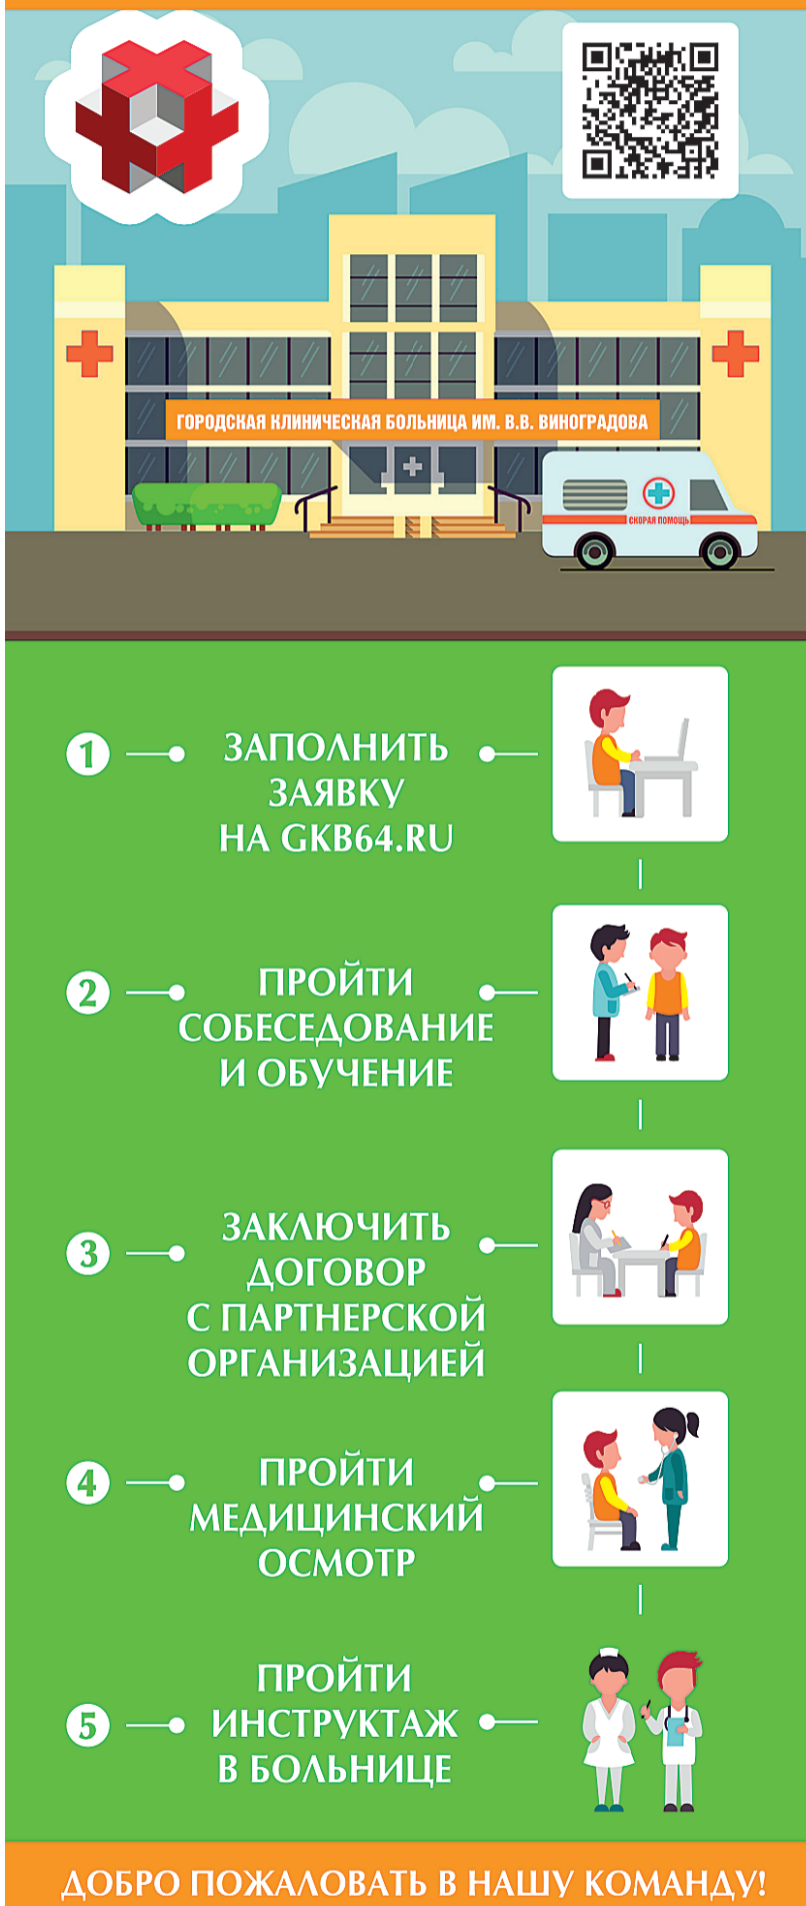 ГОРОДСКАЯ КЛИНИЧЕСКАЯ БОЛЬНИЦА ИМ. В.В. ВИНОГРАДОВА
СКОРАЯ ПОМОЩЬ
1
ЗАПОЛНИТЬ
ЗАЯВКУ
НА GKB64.RU
2
ПРОЙТИ
СОБЕСЕДОВАНИЕ
И ОБУЧЕНИЕ
3
ЗАКЛЮЧИТЬ
ДОГОВОР
С ПАРТНЕРСКОЙ
ОРГАНИЗАЦИЕЙ
4
ПРОЙТИ
МЕДИЦИНСКИЙ
ОСМОТР
5
ПРОЙТИ
ИНСТРУКТАЖ
В БОЛЬНИЦЕ
ДОБРО ПОЖАЛОВАТЬ В НАШУ КОМАНДУ!